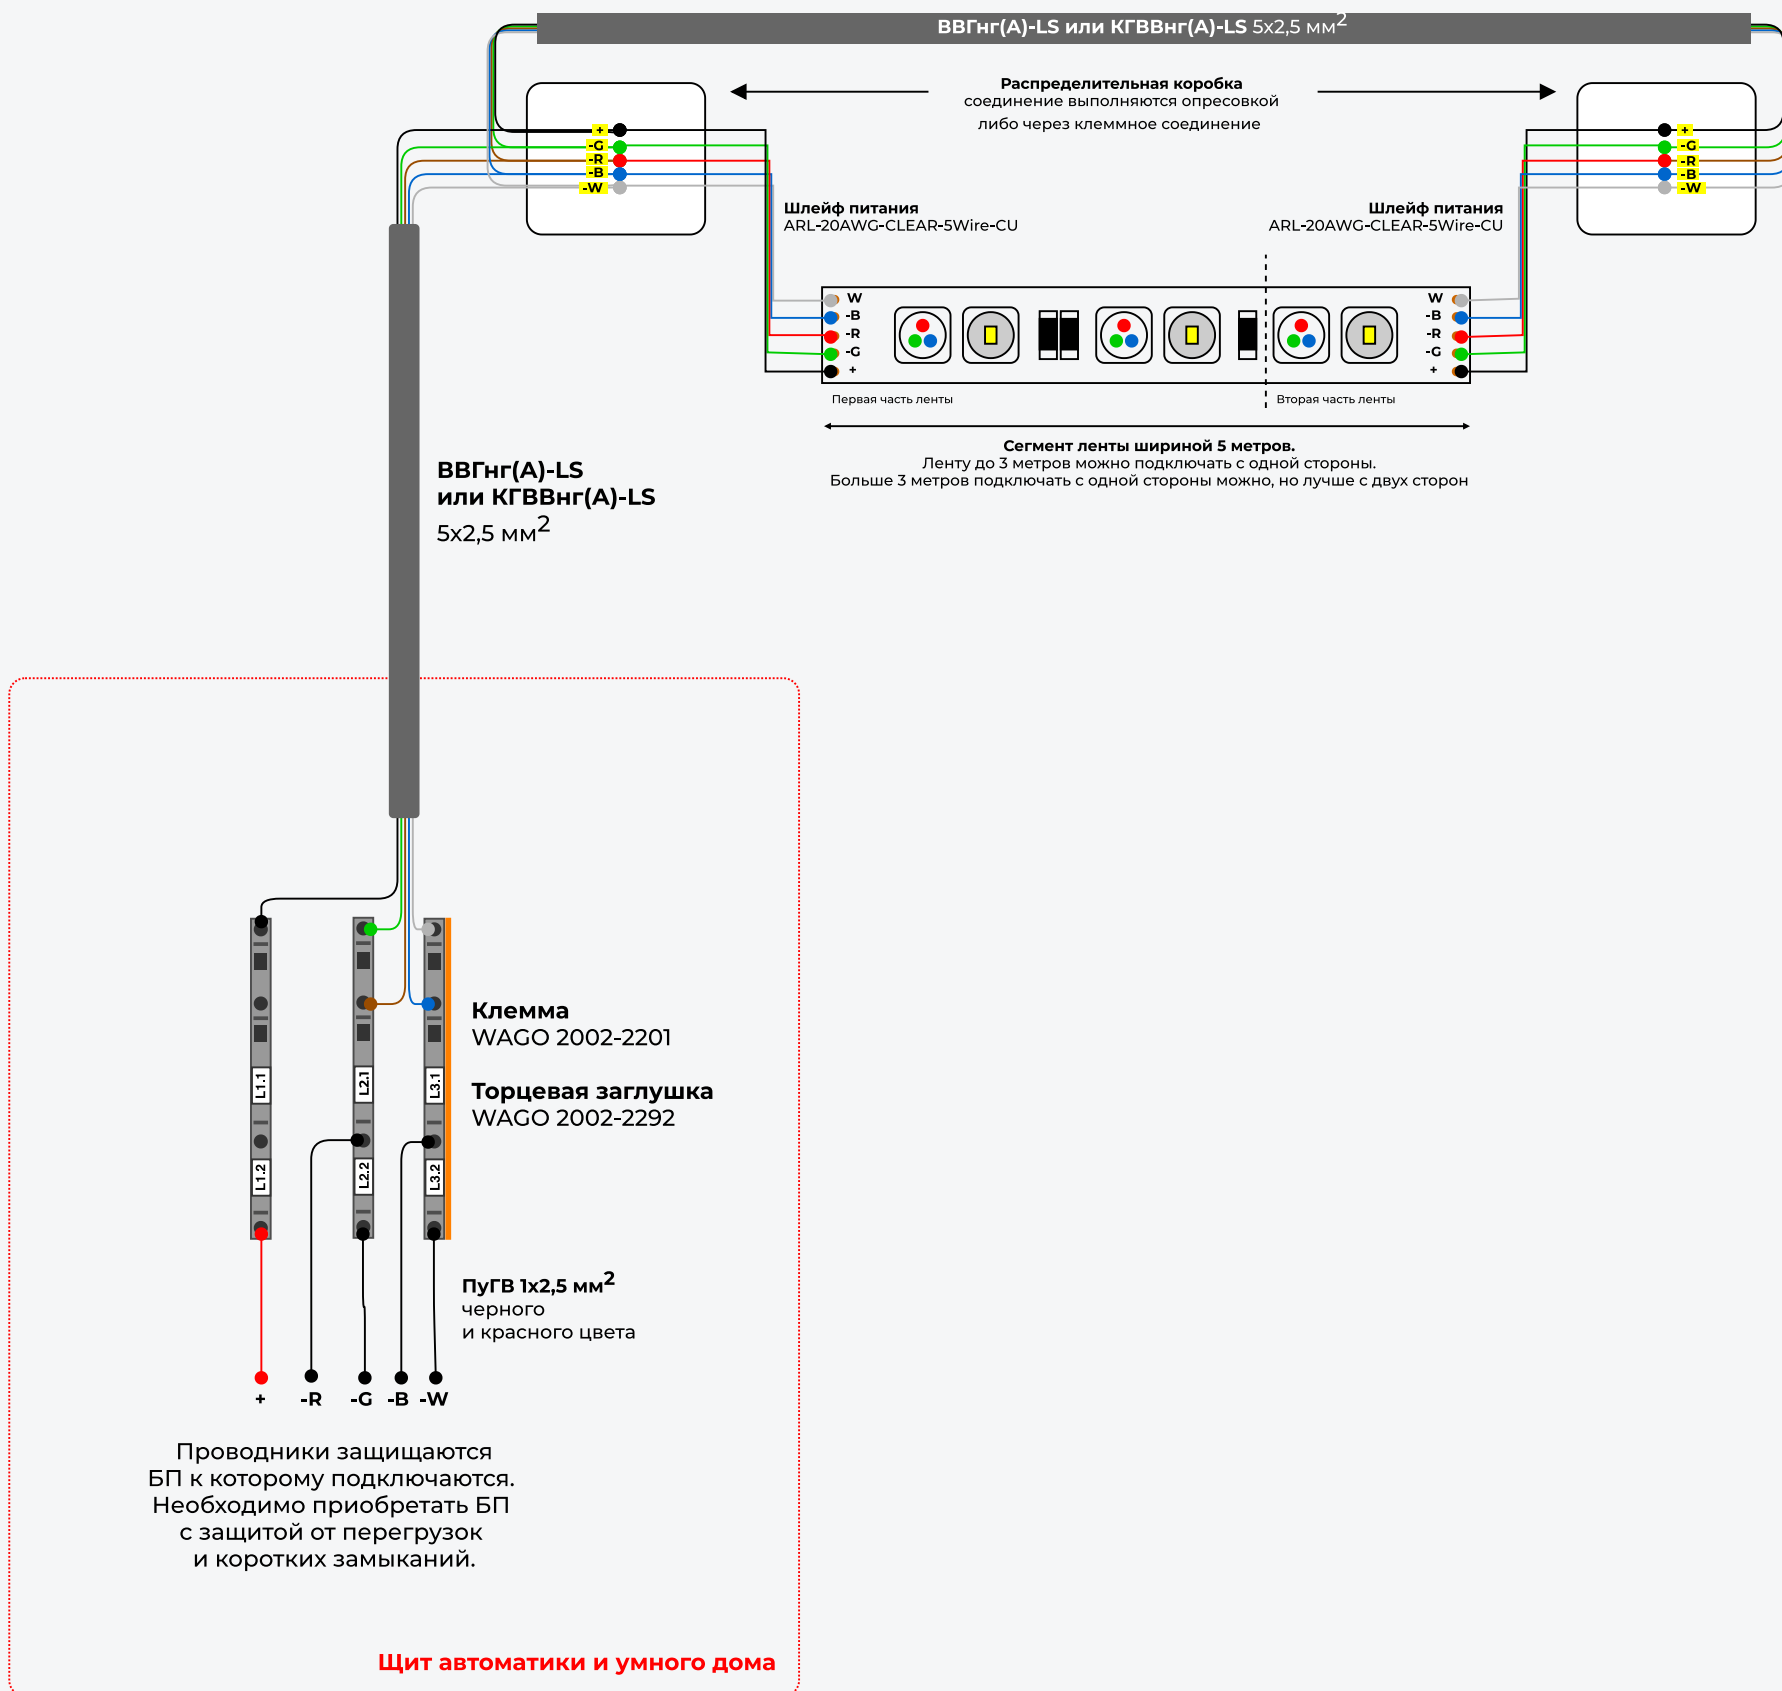 ВВГнг(А)-LS или КГВВнг(А)-LS 5х2,5 мм2
Распределительная коробка
соединение выполняются опресовкой
либо через клеммное соединение
+
-G
-R
-B
-W
+
-G
-R
-B
-W
Шлейф питания
ARL-20AWG-CLEAR-5Wire-CU
Шлейф питания
ARL-20AWG-CLEAR-5Wire-CU
W
-B
-R
-G
+
W
-B
-R
-G
+
Первая часть ленты
Вторая часть ленты
Сегмент ленты шириной 5 метров.
Ленту до 3 метров можно подключать с одной стороны.
Больше 3 метров подключать с одной стороны можно, но лучше с двух сторон
ВВГнг(А)-LS
или КГВВнг(А)-LS
5х2,5 мм2
L1.1
L2.1
L3.1
L1.2
L2.2
L3.2
Клемма
WAGO 2002-2201
Торцевая заглушка
WAGO 2002-2292
ПуГВ 1х2,5 мм2
черного
и красного цвета
+
-R
-G
-B
-W
Проводники защищаются
БП к которому подключаются.
Необходимо приобретать БП
с защитой от перегрузок
и коротких замыканий.
Щит автоматики и умного дома